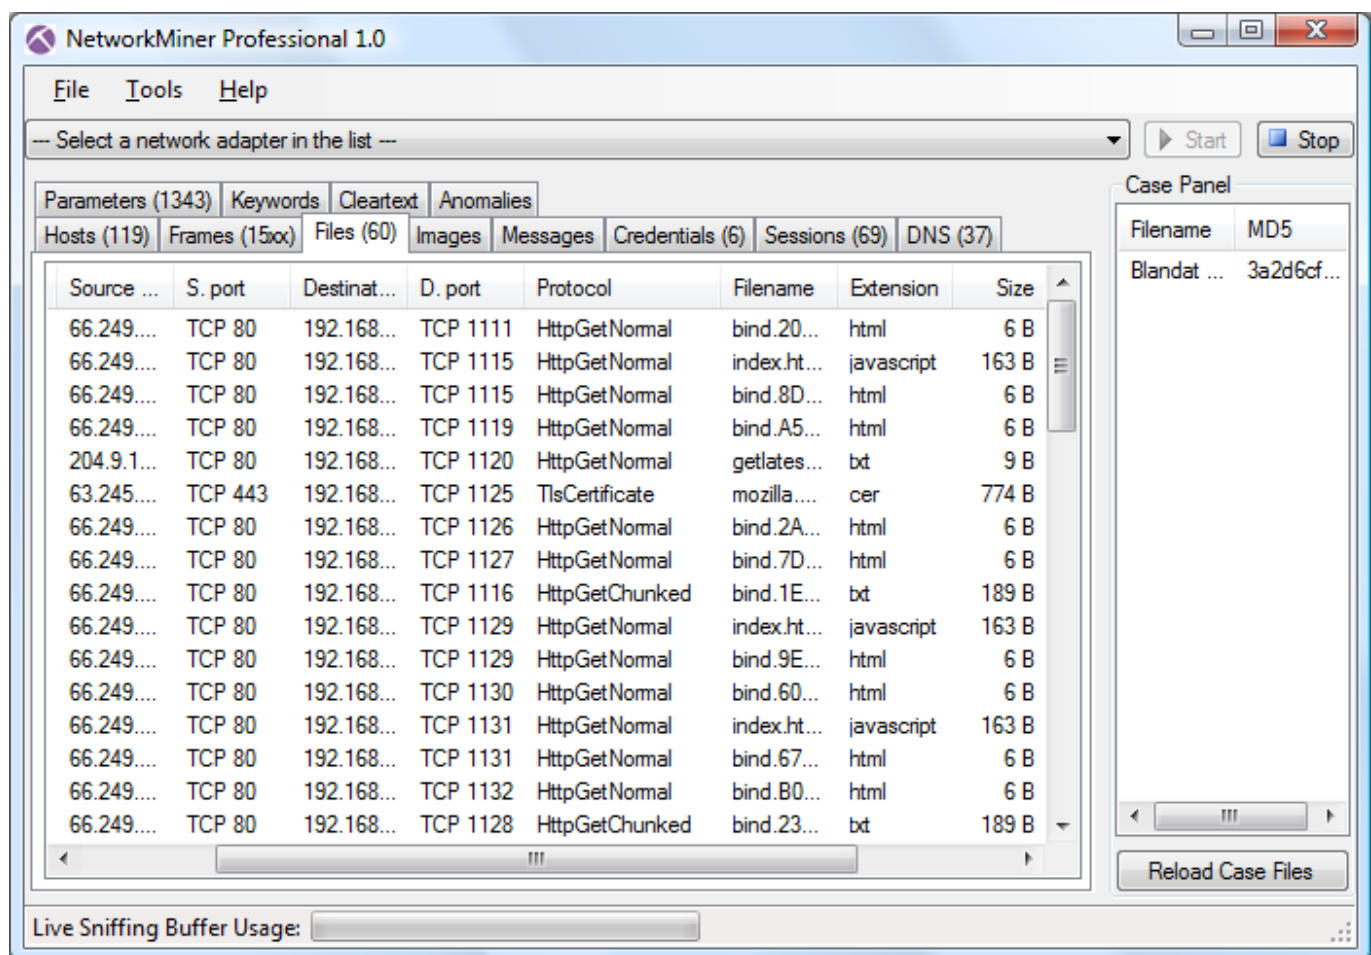 NetworkMiner Professional 1.0
File Tools Help
--- Select a network adapter in the list --- Start Stop
Parameters (1343) Keywords Cleartext Anomalies
Hosts (119) Frames (15xx) Files (60) Images Messages Credentials (6) Sessions (69) DNS (37)
Source ... S. port Destinat... D. port Protocol Filename Extension Size
66.249.... TCP 80 192.168... TCP 1111 HttpGetNormal bind.20... html 6 B
66.249.... TCP 80 192.168... TCP 1115 HttpGetNormal index.ht... javascript 163 B
66.249.... TCP 80 192.168... TCP 1115 HttpGetNormal bind.8D... html 6 B
66.249.... TCP 80 192.168... TCP 1119 HttpGetNormal bind.A5... html 6 B
204.9.1... TCP 80 192.168... TCP 1120 HttpGetNormal getlates... txt 9 B
63.245.... TCP 443 192.168... TCP 1125 TlsCertificate mozilla.... cer 774 B
66.249.... TCP 80 192.168... TCP 1126 HttpGetNormal bind.2A... html 6 B
66.249.... TCP 80 192.168... TCP 1127 HttpGetNormal bind.7D... html 6 B
66.249.... TCP 80 192.168... TCP 1116 HttpGetChunked bind.1E... txt 189 B
66.249.... TCP 80 192.168... TCP 1129 HttpGetNormal index.ht... javascript 163 B
66.249.... TCP 80 192.168... TCP 1129 HttpGetNormal bind.9E... html 6 B
66.249.... TCP 80 192.168... TCP 1130 HttpGetNormal bind.60... html 6 B
66.249.... TCP 80 192.168... TCP 1131 HttpGetNormal index.ht... javascript 163 B
66.249.... TCP 80 192.168... TCP 1131 HttpGetNormal bind.67... html 6 B
66.249.... TCP 80 192.168... TCP 1132 HttpGetNormal bind.B0... html 6 B
66.249.... TCP 80 192.168... TCP 1128 HttpGetChunked bind.23... txt 189 B
Case Panel
Filename MD5
Blandat ... 3a2d6cf...
Reload Case Files
Live Sniffing Buffer Usage: